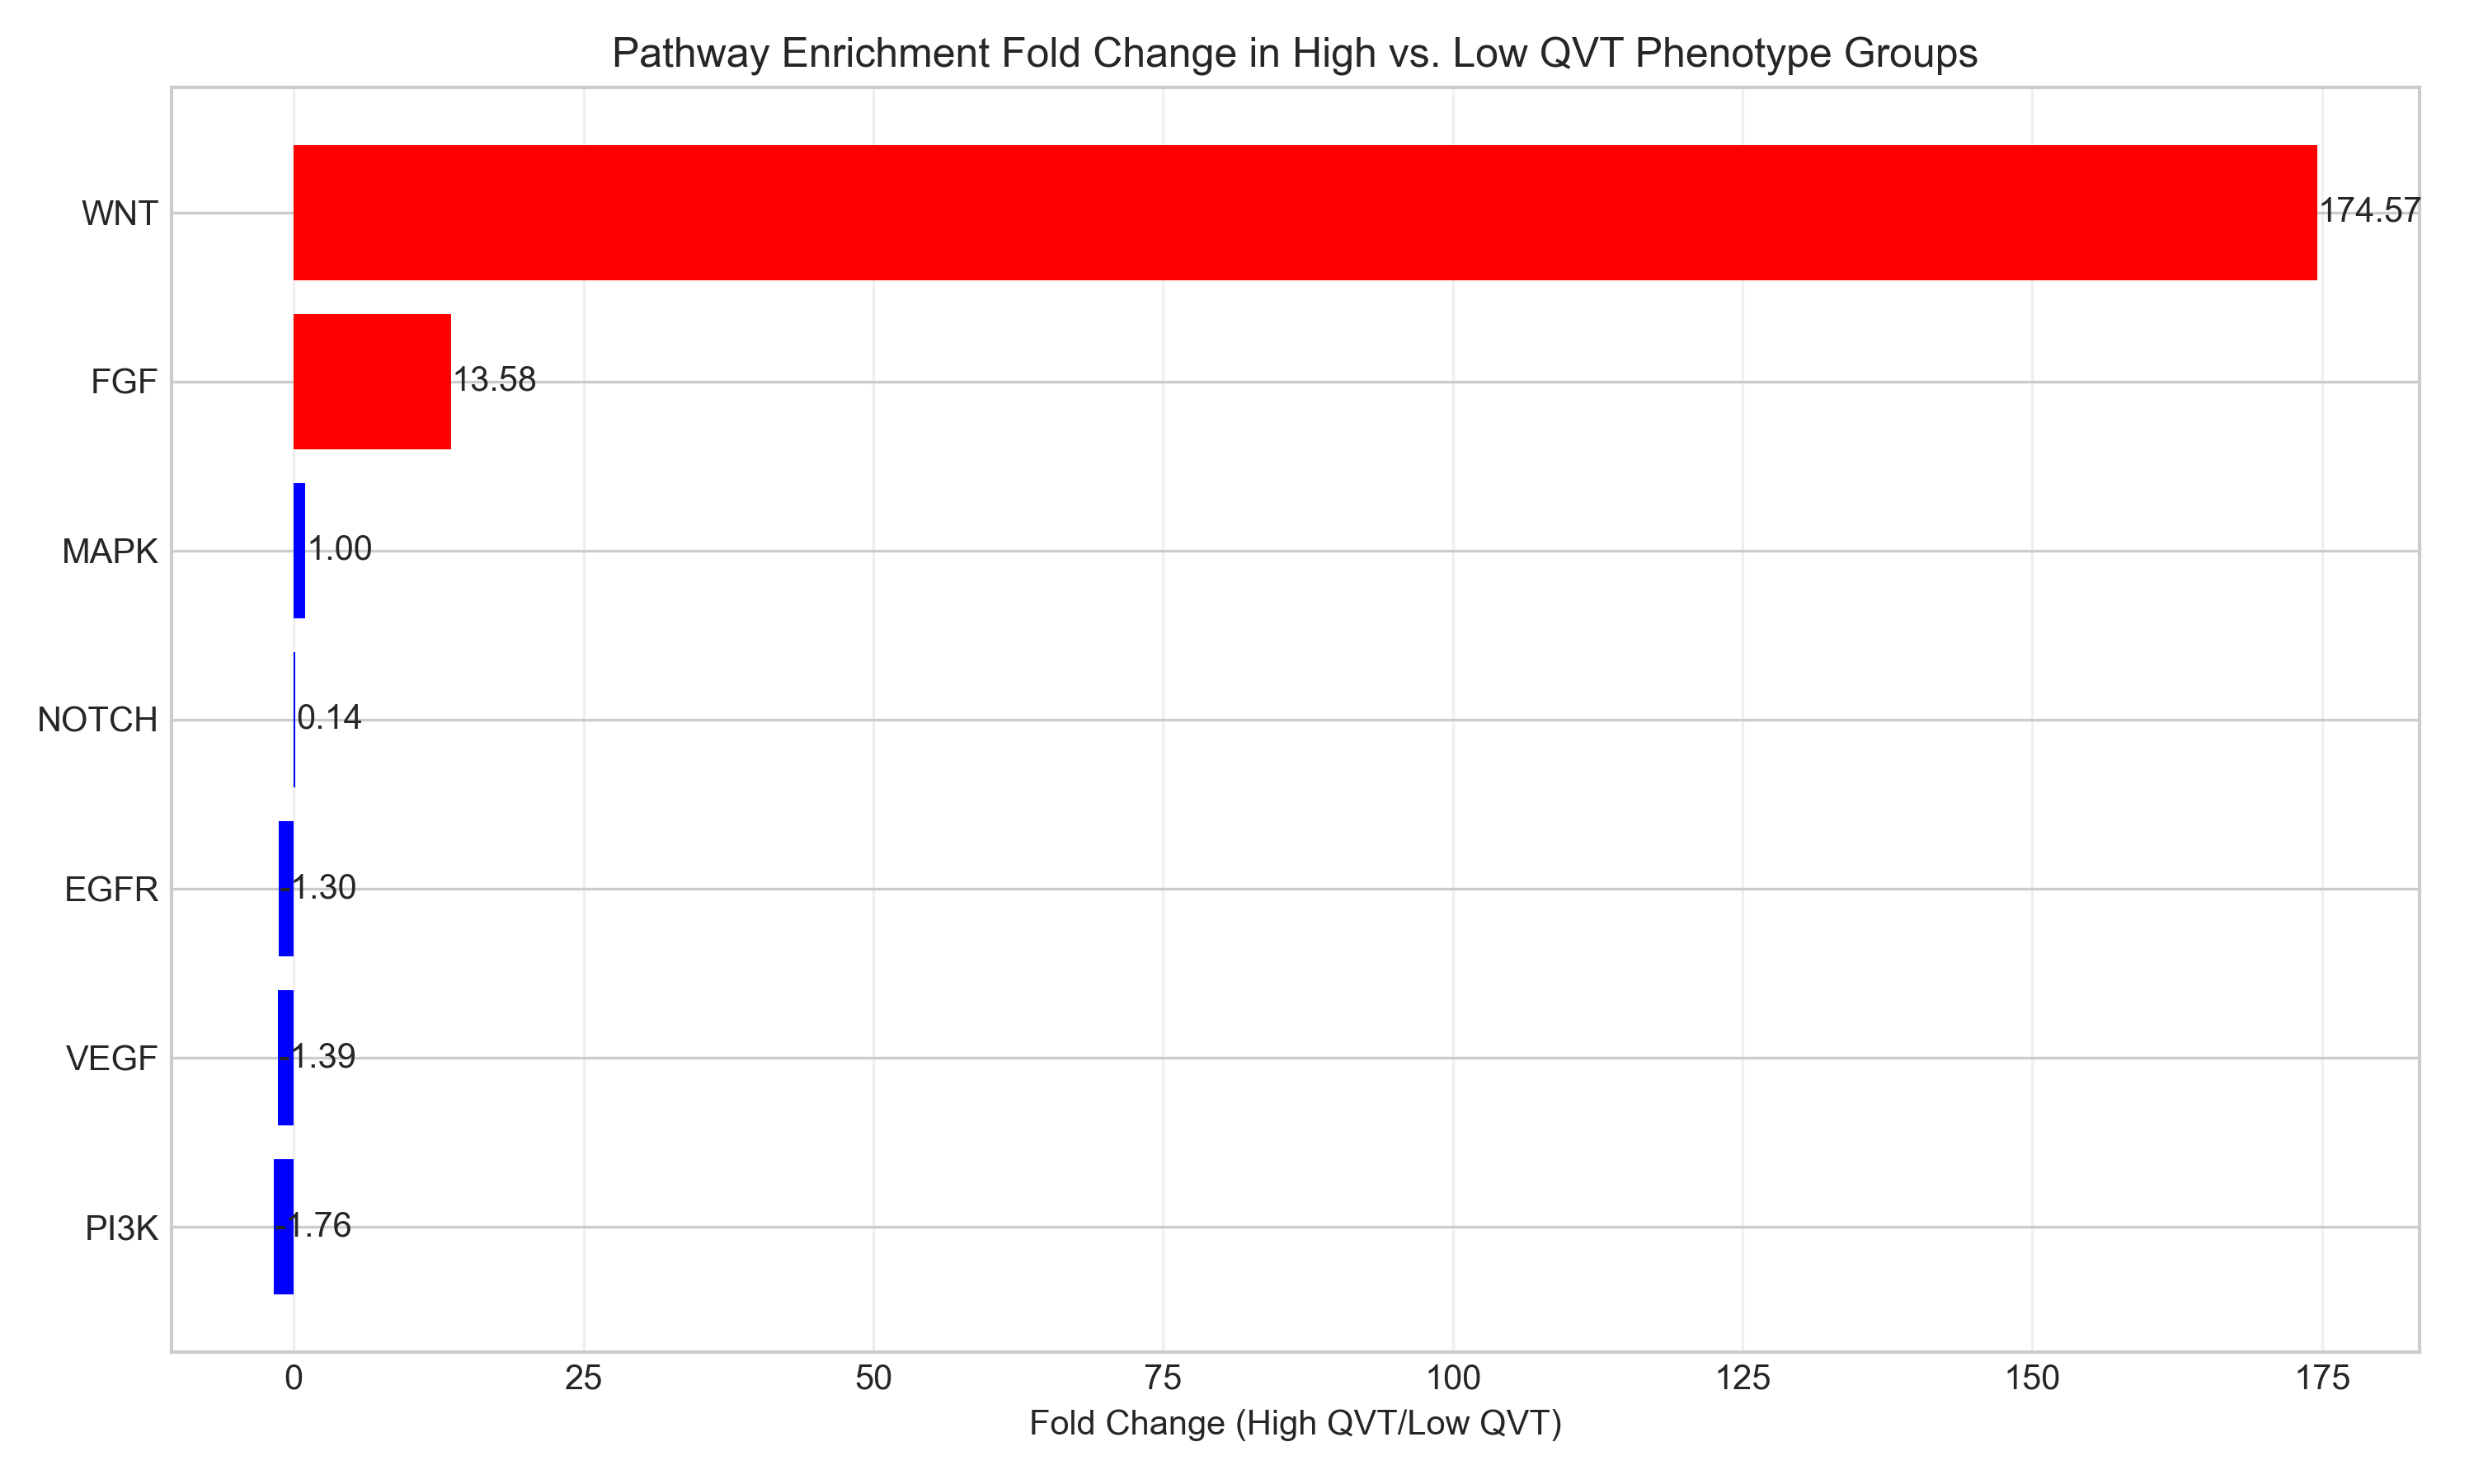 Pathway Enrichment Fold Change in High vs. Low QVT Phenotype Groups
WNT
174.57
FGF
13.58
MAPK
1.00
NOTCH
0.14
EGFR
-1.30
VEGF
-1.39
PI3K
-1.76
0 25 50 75 100 125 150 175
Fold Change (High QVT/Low QVT)